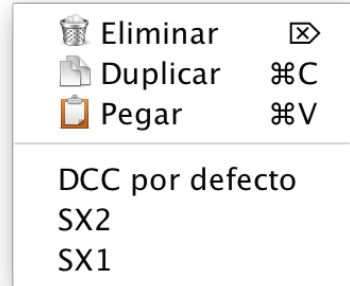 Eliminar ⌦
Duplicar ⌘C
Pegar ⌘V
DCC por defecto
SX2
SX1